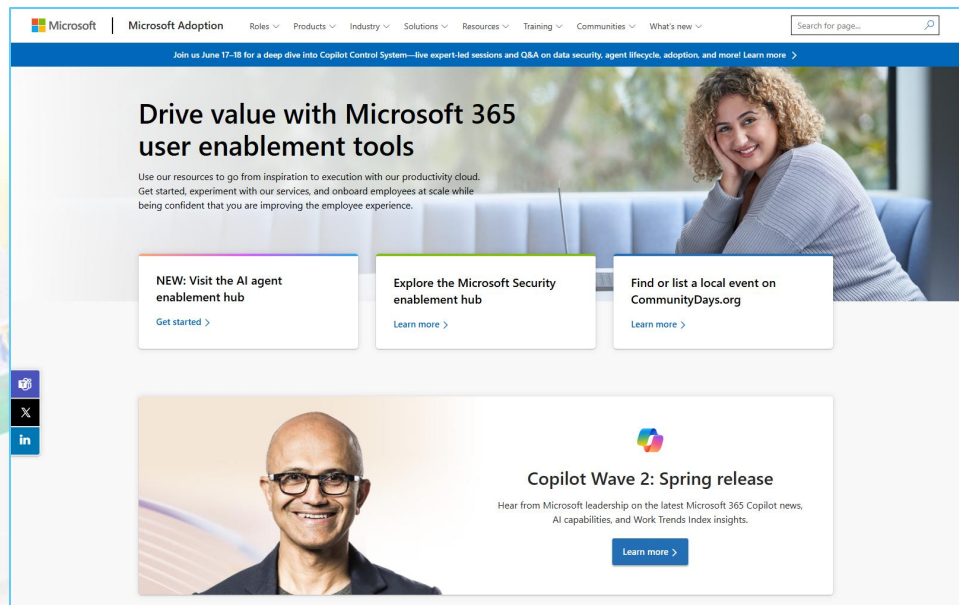 Microsoft
Microsoft Adoption
Roles
Products
Industry
Solutions
Resources
Training
Communities
What's new
Search for page...
Join us June 17–18 for a deep dive into Copilot Control System—live expert-led sessions and Q&A on data security, agent lifecycle, adoption, and more! Learn more >
Drive value with Microsoft 365
user enablement tools
Use our resources to go from inspiration to execution with our productivity cloud.
Get started, experiment with our services, and onboard employees at scale while
being confident that you are improving the employee experience.
NEW: Visit the AI agent
enablement hub
Get started >
Explore the Microsoft Security
enablement hub
Learn more >
Find or list a local event on
CommunityDays.org
Learn more >
X
in
Copilot Wave 2: Spring release
Hear from Microsoft leadership on the latest Microsoft 365 Copilot news,
AI capabilities, and Work Trends Index insights.
Learn more >